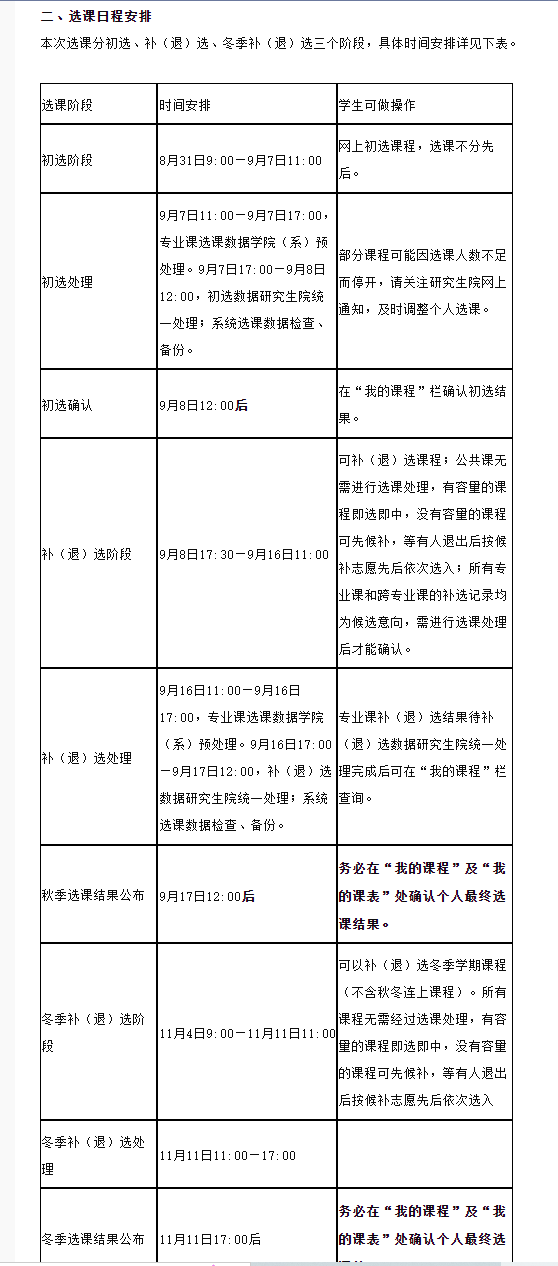 二、选课日程安排
本次选课分初选、补（退）选、冬季补（退）选三个阶段，具体时间安排详见下表。
选课阶段
时间安排
学生可做操作
初选阶段
8月31日9:00—9月7日11:00
网上初选课程，选课不分先
后。
初选处理
9月7日11:00—9月7日17:00，
专业课选课数据学院（系）预
处理。9月7日17:00—9月8日
12:00，初选数据研究生院统
一处理；系统选课数据检查、
备份。
部分课程可能因选课人数不足
而停开，请关注研究生院网上
通知，及时调整个人选课。
初选确认
9月8日12:00后
在“我的课程”栏确认初选结
果。
补（退）选阶段
9月8日17:30—9月16日11:00
可补（退）选课程；公共课无
需进行选课处理，有容量的课
程即选即中，没有容量的课程
可先候补，等有人退出后按候
补志愿先后依次选入；所有专
业课和跨专业课的补选记录均
为候选意向，需进行选课处理
后才能确认。
补（退）选处理
9月16日11:00—9月16日
17:00，专业课选课数据学院
（系）预处理。9月16日17:00
—9月17日12:00，补（退）选
数据研究生院统一处理；系统
选课数据检查、备份。
专业课补（退）选结果待补
（退）选数据研究生院统一处
理完成后可在“我的课程”栏
查询。
秋季选课结果公布
9月17日12:00后
务必在“我的课程”及“我
的课表”处确认个人最终选
课结果。
冬季补（退）选阶
段
11月4日9:00—11月11日11:00
可以补（退）选冬季学期课程
（不含秋冬连上课程）。所有
课程无需经过选课处理，有容
量的课程即选即中，没有容量
的课程可先候补，等有人退出
后按候补志愿先后依次选入
冬季补（退）选处
理
11月11日11:00—17:00
冬季选课结果公布
11月11日17:00后
务必在“我的课程”及“我
的课表”处确认个人最终选